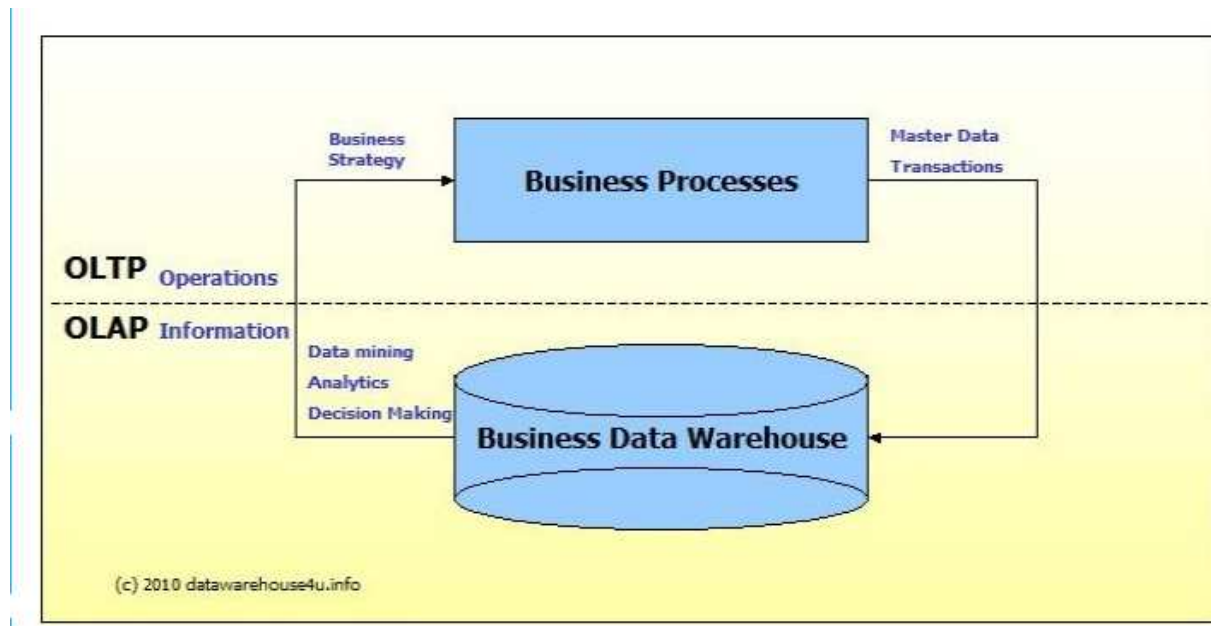 Business
Strategy
Business Processes
Master Data
Transactions
OLTP Operations
OLAP Information
Data mining
Analytics
Decision Making
Business Data Warehouse
(c) 2010 datawarehouse4u.info